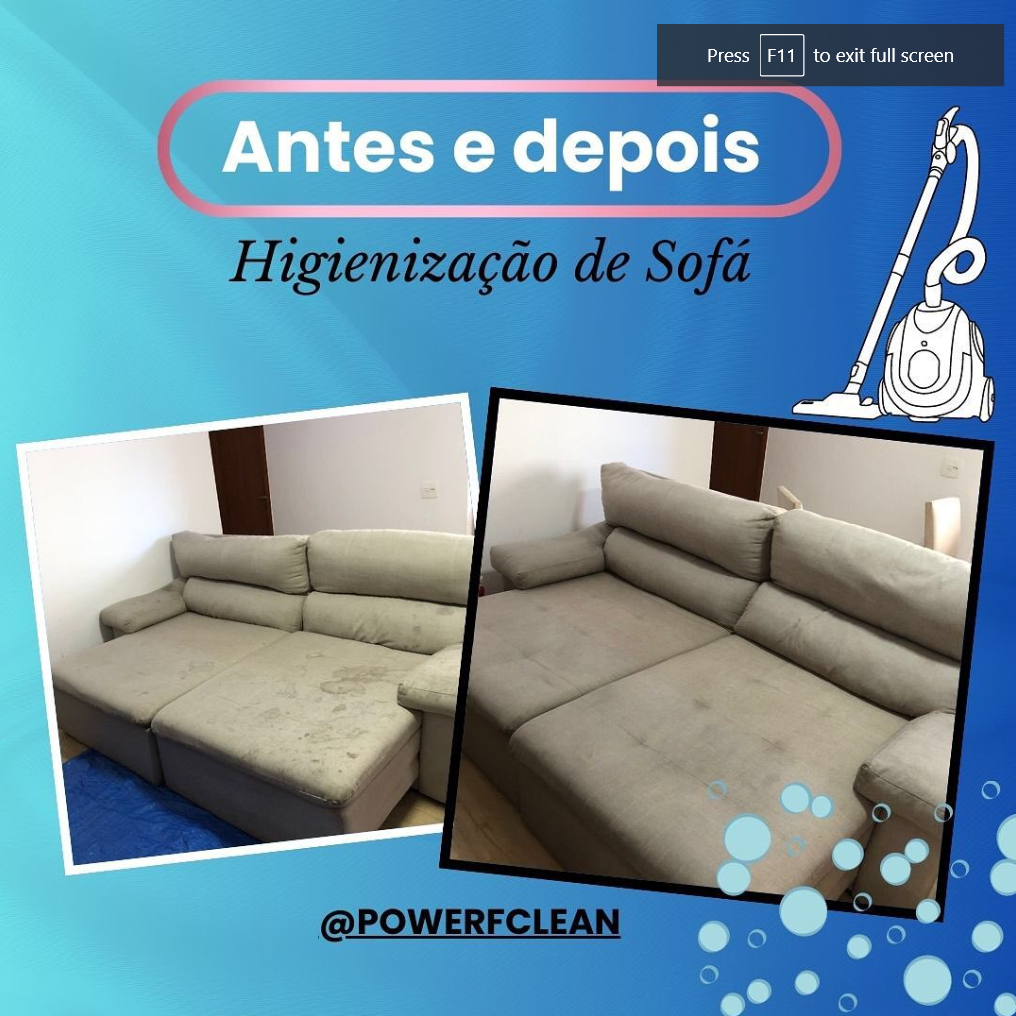 Press F11 to exit full screen
Antes e depois
Higienização de Sofá
@POWERFCLEAN